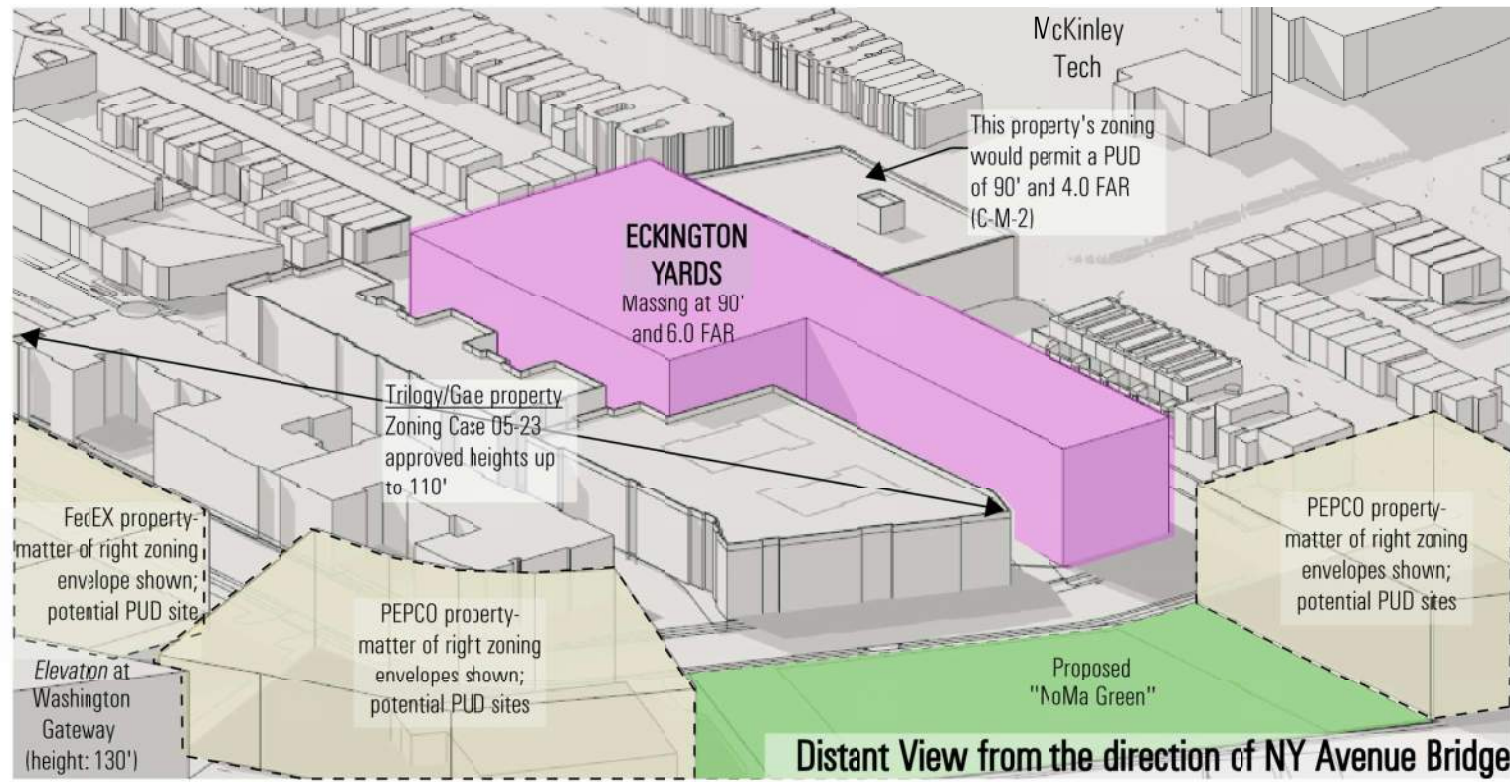 McKinley
Tech
This property's zoning
would permit a PUD
of 90' and 4.0 FAR
(C-M-2)
ECKINGTON
YARDS
Massing at 90'
and 6.0 FAR
Trilogy/Gae property
Zoning Case 05-23
approved heights up
to 110'
FedEX property-
matter of right zoning
envelope shown;
potential PUD site
PEPCO property-
matter of right zoning
envelopes shown;
potential PUD sites
PEPCO property-
matter of right zoning
envelopes shown;
potential PUD sites
Elevation at
Washington
Gateway
(height: 130')
Proposed
"NoMa Green"
Distant View from the direction of NY Avenue Bridge